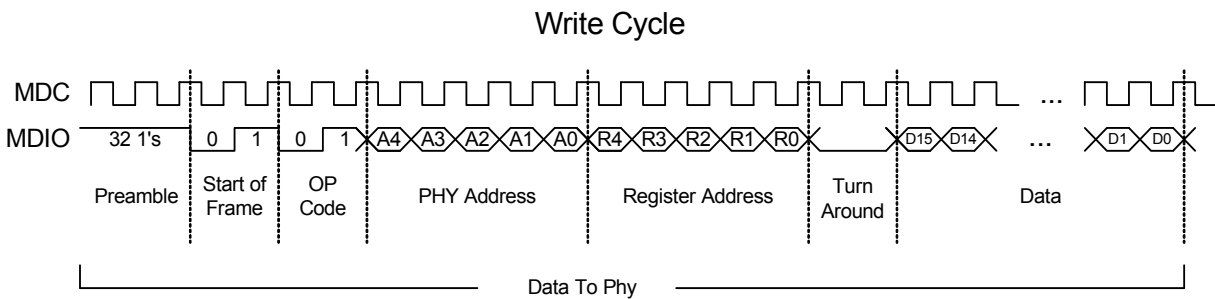 Write Cycle
MDC
...
MDIO 32 1's 0 1 0 1 A4 A3 A2 A1 A0 R4 R3 R2 R1 R0 D15 D14 ... D1 D0
Preamble
Start of
Frame
OP
Code
PHY Address
Register Address
Turn
Around
Data
Data To Phy